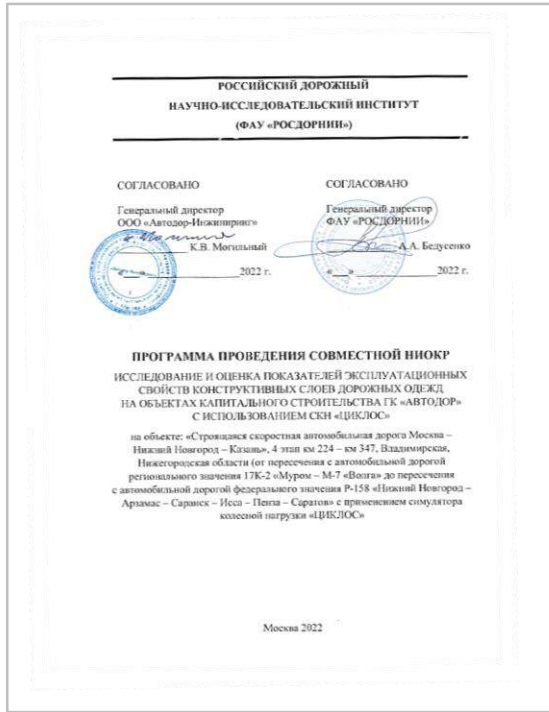 РОССИЙСКИЙ ДОРОЖНЫЙ
НАУЧНО-ИССЛЕДОВАТЕЛЬСКИЙ ИНСТИТУТ
(ФАУ «РОСДОРНИИ»)
СОГЛАСОВАНО
Генеральный директор
ООО «Автодор-Инжиниринг»
К.В. Могильный
« » 2022 г.
СОГЛАСОВАНО
Генеральный директор
ФАУ «РОСДОРНИИ»
А.А. Бедусенко
« » 2022 г.
ПРОГРАММА ПРОВЕДЕНИЯ СОВМЕСТНОЙ НИОКР
ИССЛЕДОВАНИЕ И ОЦЕНКА ПОКАЗАТЕЛЕЙ ЭКСПЛУАТАЦИОННЫХ
СВОЙСТВ КОНСТРУКТИВНЫХ СЛОЕВ ДОРОЖНЫХ ОДЕЖД
НА ОБЪЕКТАХ КАПИТАЛЬНОГО СТРОИТЕЛЬСТВА ГК «АВТОДОР»
С ИСПОЛЬЗОВАНИЕМ СКН «ЦИКЛОС»
на объекте: «Строящаяся скоростная автомобильная дорога Москва –
Нижний Новгород – Казань», 4 этап км 224 – км 347, Владимирская,
Нижегородская области (от пересечения с автомобильной дорогой
регионального значения 17К-2 «Муром – М-7 «Волга» до пересечения
с автомобильной дорогой федерального значения Р-158 «Нижний Новгород –
Арзамас – Саранск – Исса – Пенза – Саратов» с применением симулятора
колесной нагрузки «ЦИКЛОС»
Москва 2022